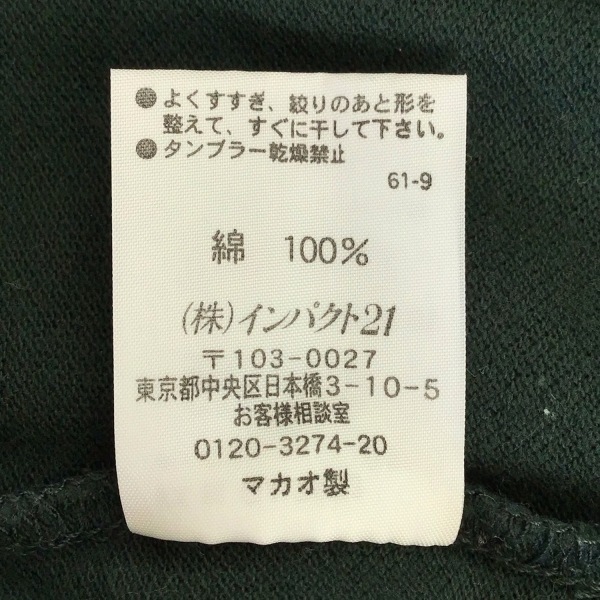 ●よくすすぎ、絞りのあと形を
整えて、すぐに干して下さい。
●タンブラー乾燥禁止
61-9
綿 100%
(株)インパクト21
〒103-0027
東京都中央区日本橋3-10-5
お客様相談室
0120-3274-20
マカオ製